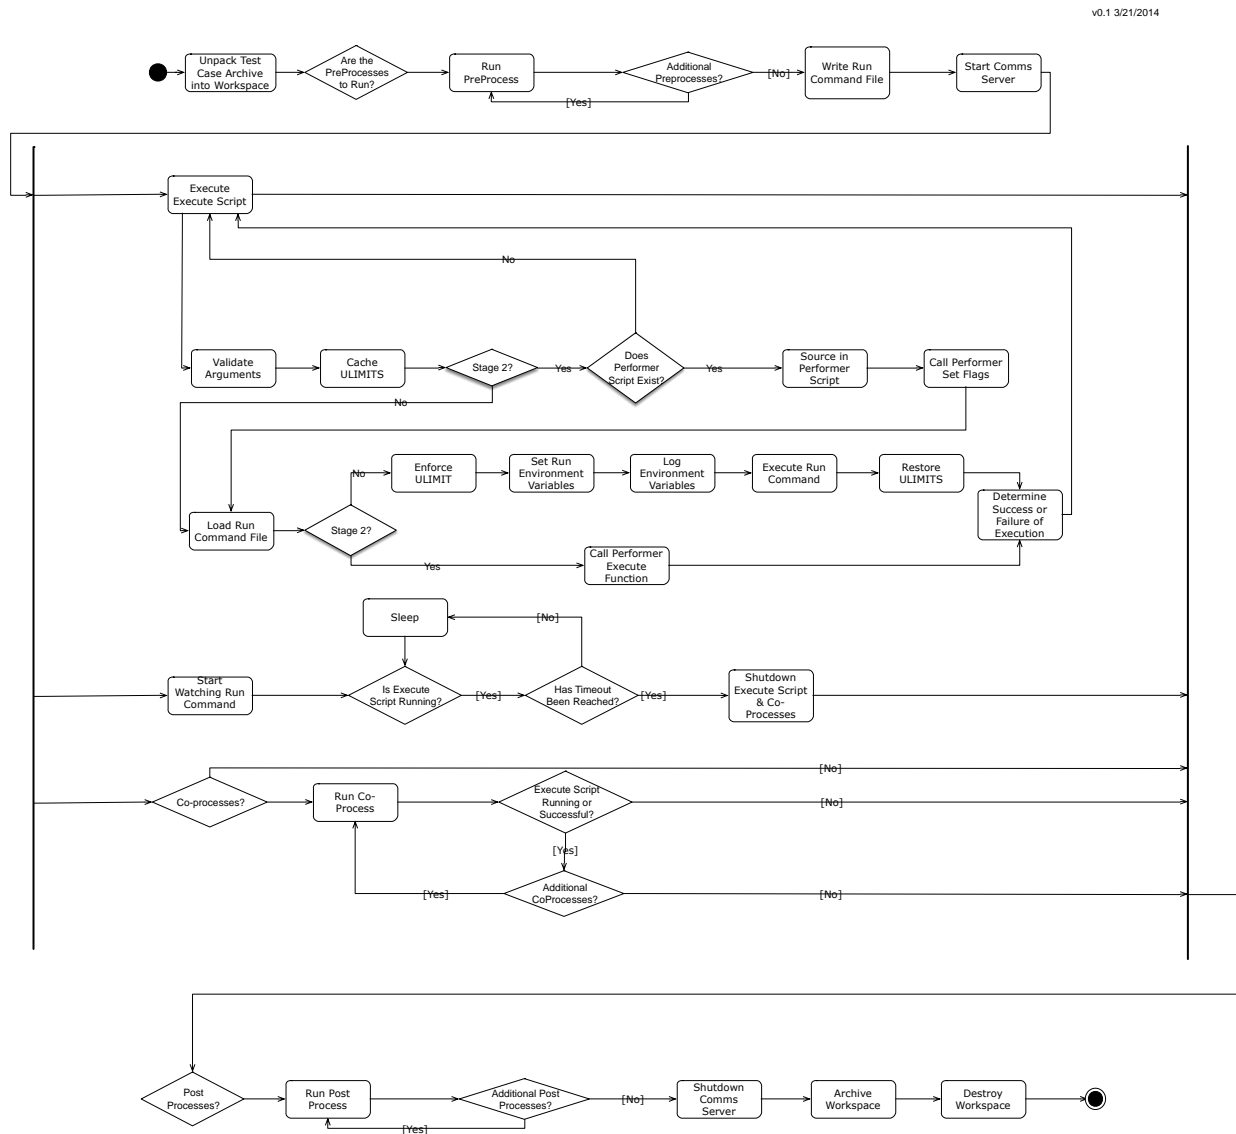 v0.1 3/21/2014
Unpack Test
Case Archive
into Workspace
Are the
PreProcesses
to Run?
Run
PreProcess
Additional
Preprocesses?
[No]
Write Run
Command File
Start Comms
Server
[Yes]
Execute
Execute Script
No
Validate
Arguments
Cache
ULIMITS
Stage 2?
Yes
Does
Performer
Script Exist?
Yes
Source in
Performer
Script
Call Performer
Set Flags
No
No
Enforce
ULIMIT
Set Run
Environment
Variables
Log
Environment
Variables
Execute Run
Command
Restore
ULIMITS
Determine
Success or
Failure of
Execution
Load Run
Command File
Stage 2?
Yes
Call Performer
Execute
Function
Sleep
[No]
Start
Watching Run
Command
Is Execute
Script Running?
[Yes]
Has Timeout
Been Reached?
[Yes]
Shutdown
Execute Script
& Co-
Processes
[No]
Co-processes?
Run Co-
Process
Execute Script
Running or
Successful?
[No]
[Yes]
[Yes]
Additional
CoProcesses?
[No]
Post
Processes?
Run Post
Process
Additional Post
Processes?
[No]
Shutdown
Comms
Server
Archive
Workspace
Destroy
Workspace
[Yes]